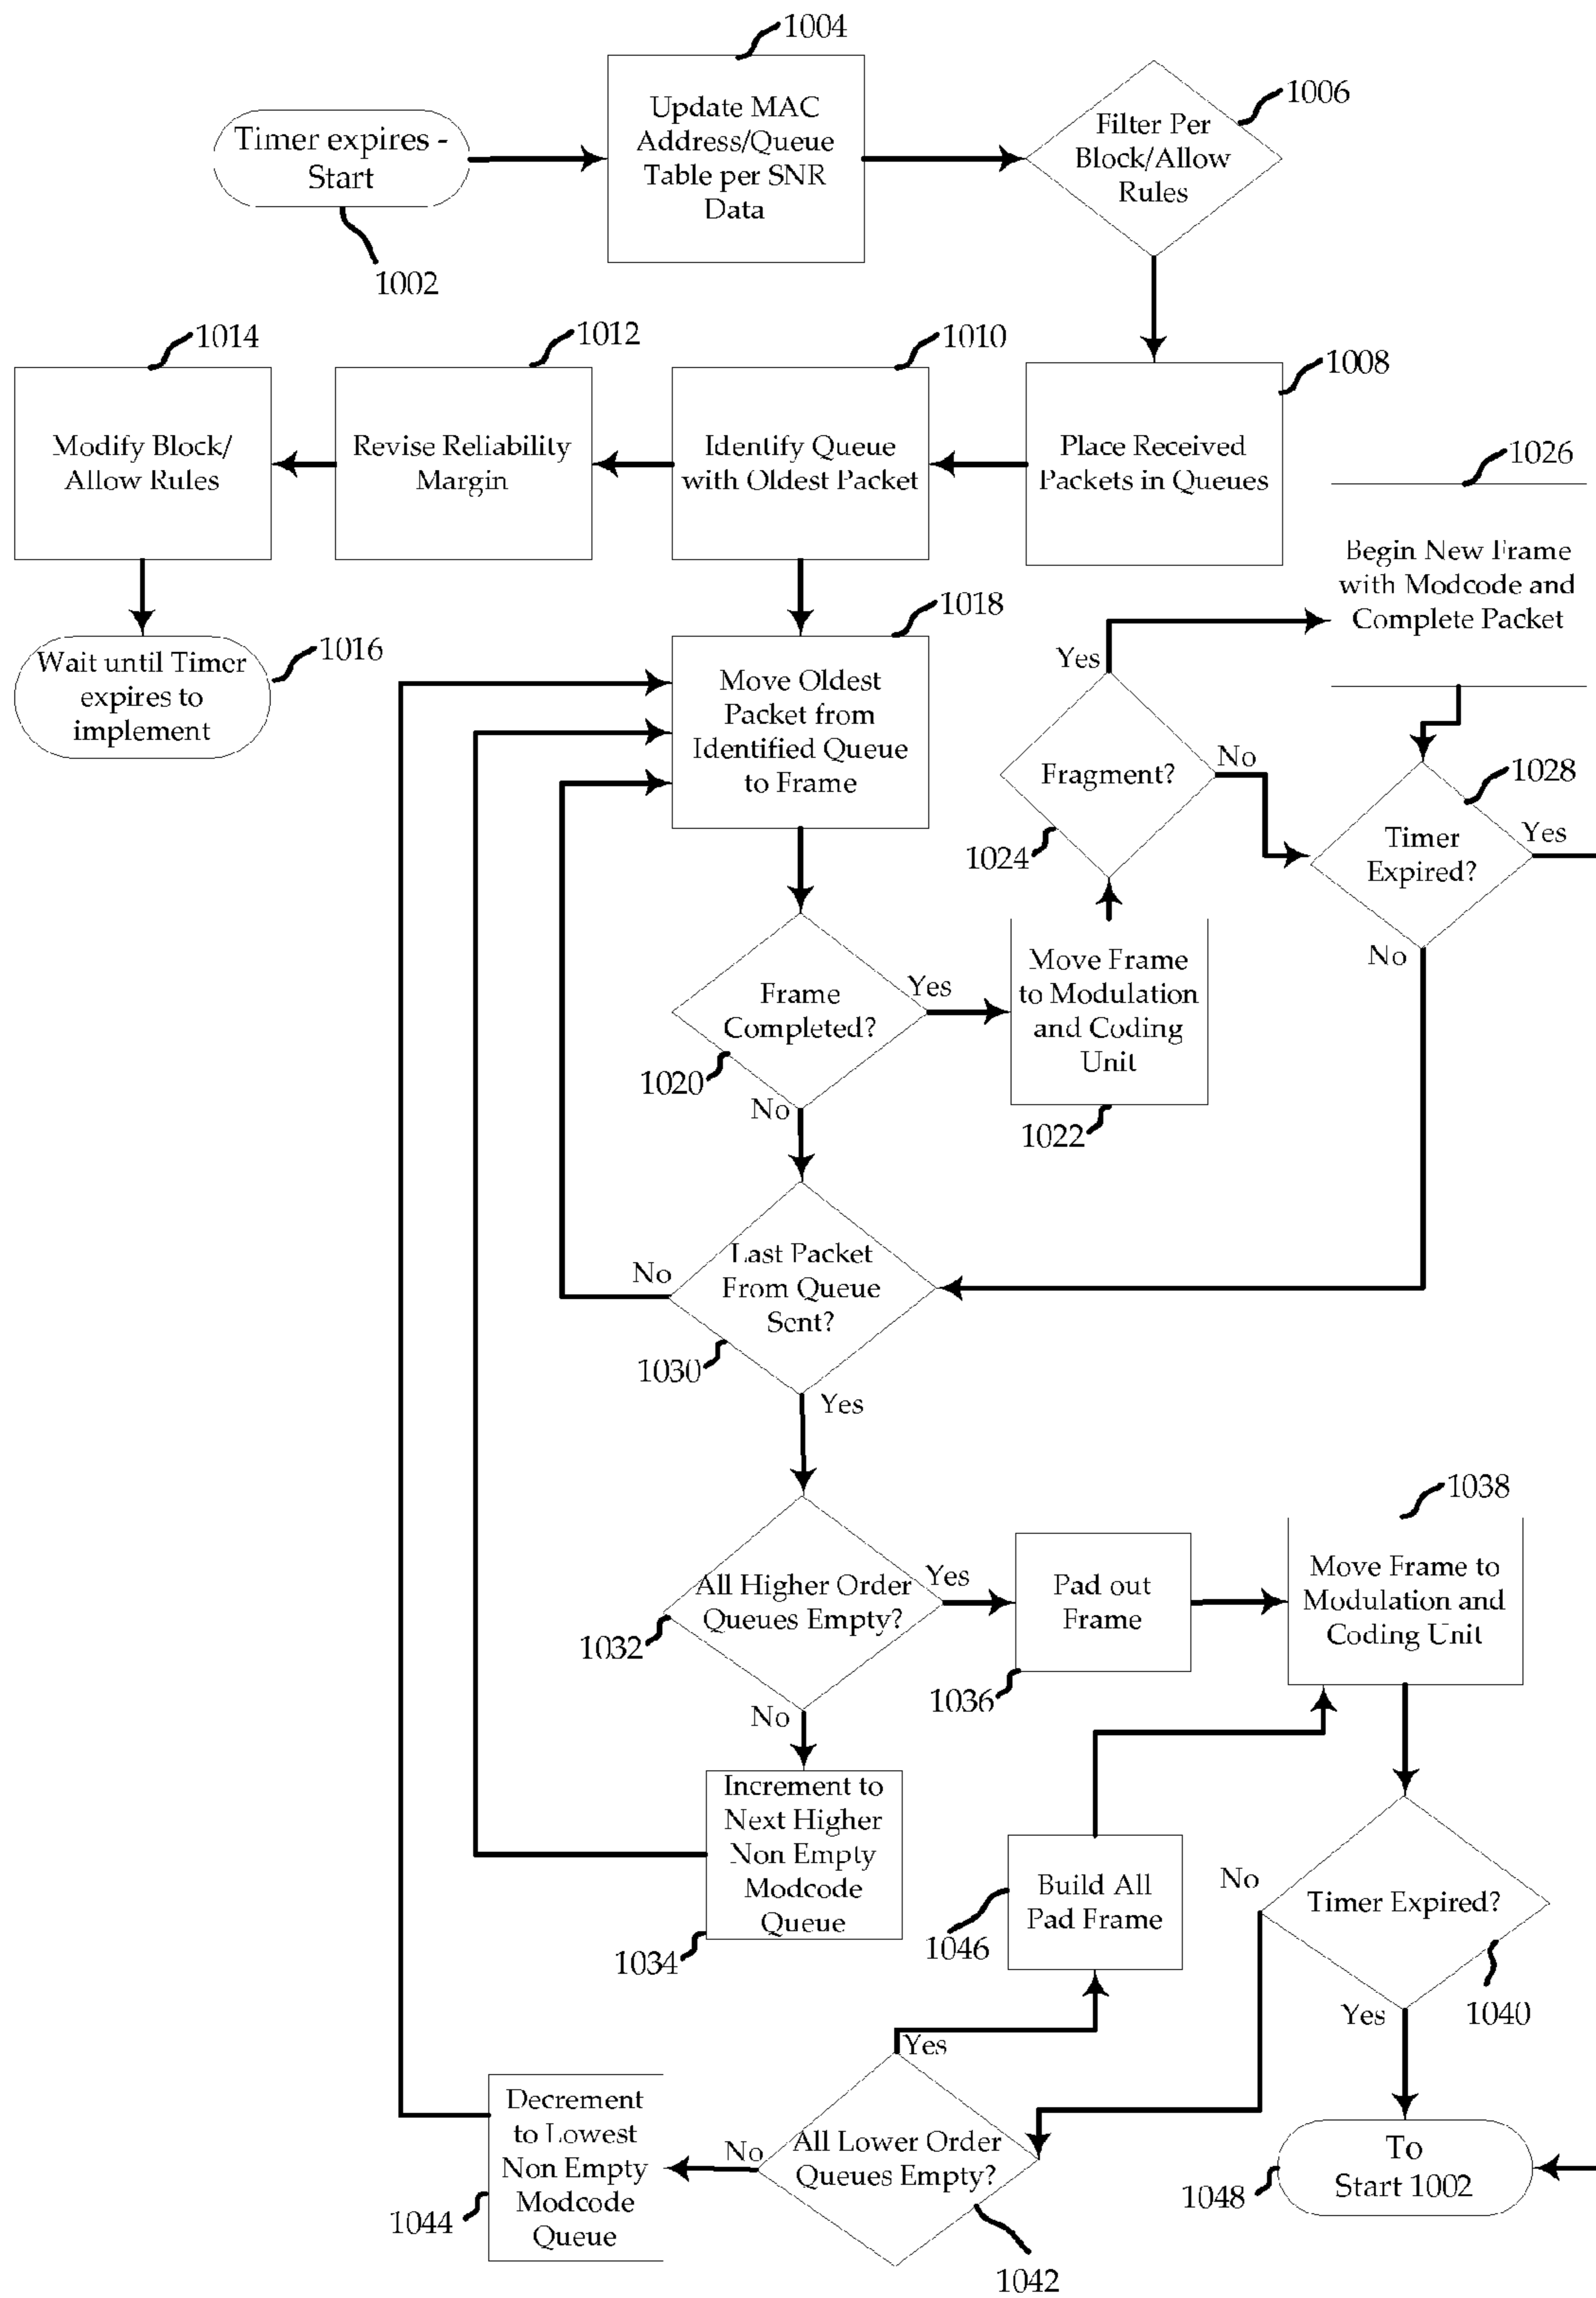 1004
Update MAC
Address/Queue
Table per SNR
Data
1006
Filter Per
Block/Allow
Rules
Timer expires -
Start
1002
1014
Modify Block/
Allow Rules
1012
Revise Reliability
Margin
1010
Identify Queue
with Oldest Packet
1008
Place Received
Packets in Queues
1026
Begin New Frame
with Modcode and
Complete Packet
1016
Wait until Timer
expires to
implement
1018
Move Oldest
Packet from
Identified Queue
to Frame
Yes
Fragment?
No
1024
1028
Timer
Expired?
Yes
No
Frame
Completed?
Yes
1020
No
Move Frame
to Modulation
and Coding
Unit
1022
Last Packet
From Queue
Sent?
No
1030
Yes
All Higher Order
Queues Empty?
Yes
1032
No
Pad out
Frame
1036
1038
Move Frame to
Modulation and
Coding Unit
Increment to
Next Higher
Non Empty
Modcode
Queue
1034
Build All
Pad Frame
1046
No
Timer Expired?
1040
Yes
Yes
Decrement
to Lowest
Non Empty
Modcode
Queue
1044
No
All Lower Order
Queues Empty?
1042
To
Start 1002
1048